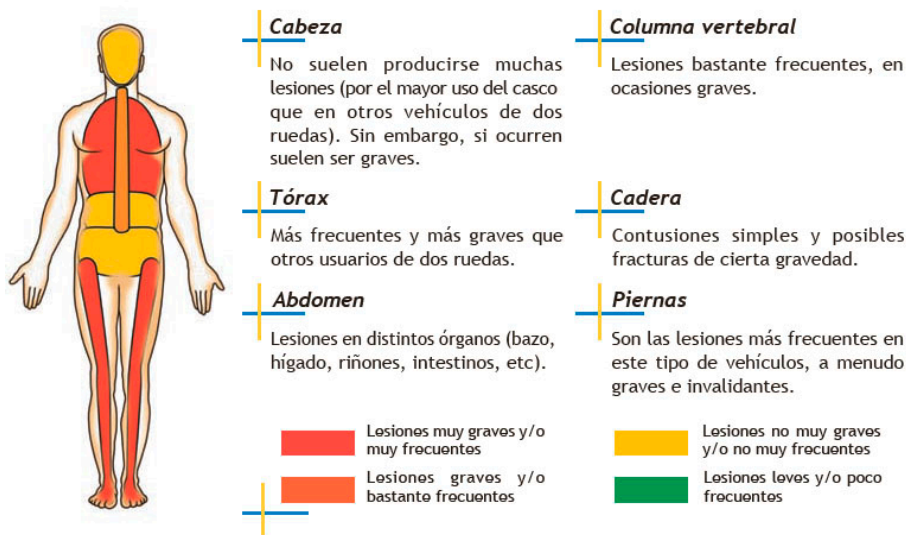 Cabeza
No suelen producirse muchas
lesiones (por el mayor uso del casco
que en otros vehículos de dos
ruedas). Sin embargo, si ocurren
suelen ser graves.
Columna vertebral
Lesiones bastante frecuentes, en
ocasiones graves.
Tórax
Más frecuentes y más graves que
otros usuarios de dos ruedas.
Cadera
Contusiones simples y posibles
fracturas de cierta gravedad.
Abdomen
Lesiones en distintos órganos (bazo,
hígado, riñones, intestinos, etc).
Piernas
Son las lesiones más frecuentes en
este tipo de vehículos, a menudo
graves e invalidantes.
Lesiones muy graves y/o
muy frecuentes
Lesiones graves y/o
bastante frecuentes
Lesiones no muy graves
y/o no muy frecuentes
Lesiones leves y/o poco
frecuentes